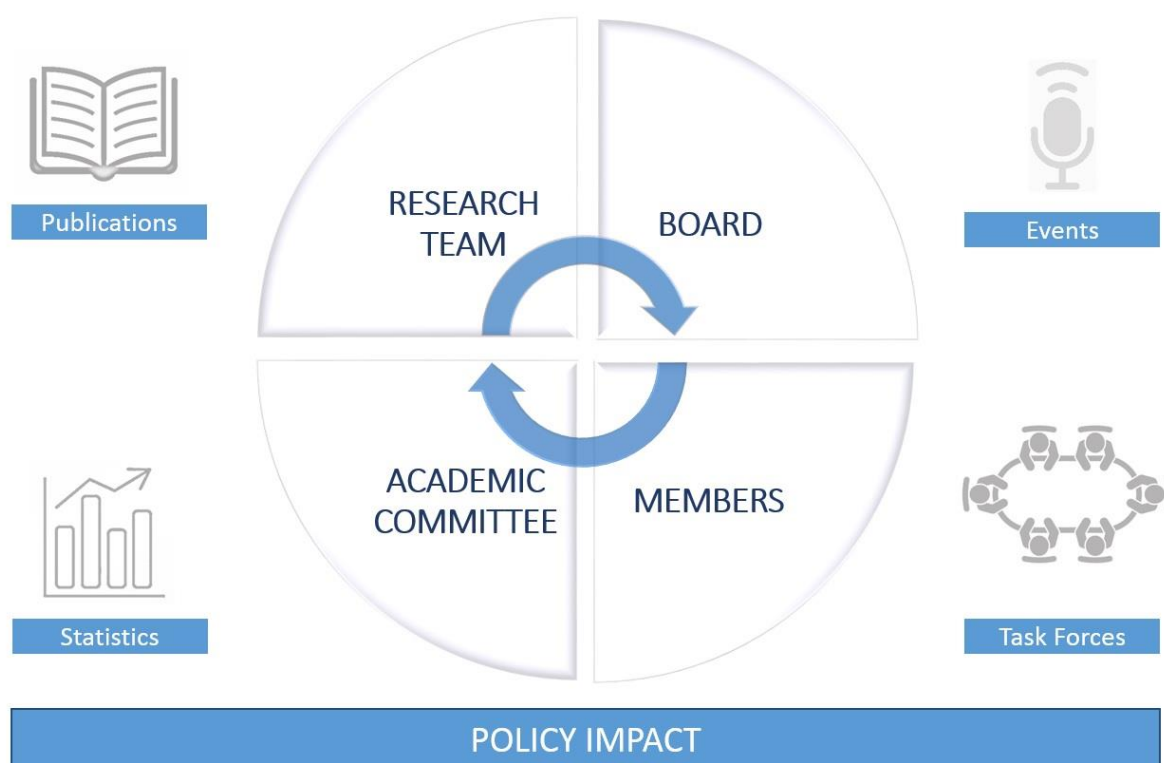 Publications
RESEARCH
TEAM
BOARD
Events
Statistics
ACADEMIC
COMMITTEE
MEMBERS
Task Forces
POLICY IMPACT